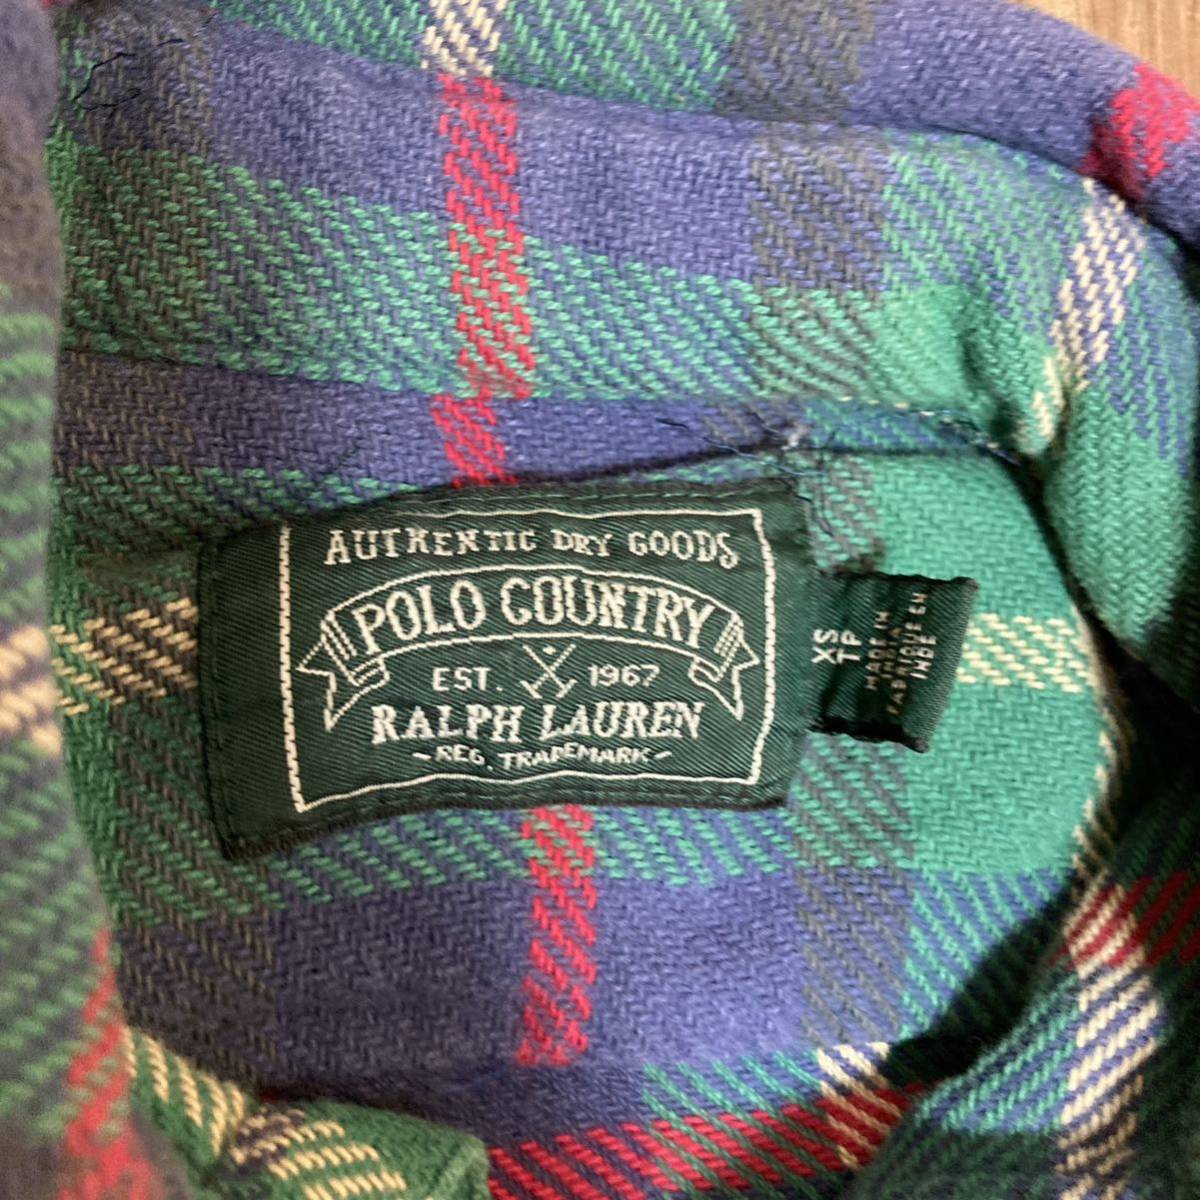 AUTHENTIC DRY GOODS
POLO COUNTRY
EST. 1967
RALPH LAUREN
~REG. TRADEMARK~
XS
TP
MADE IN
INDIA
FABRIQUE EN
INDE